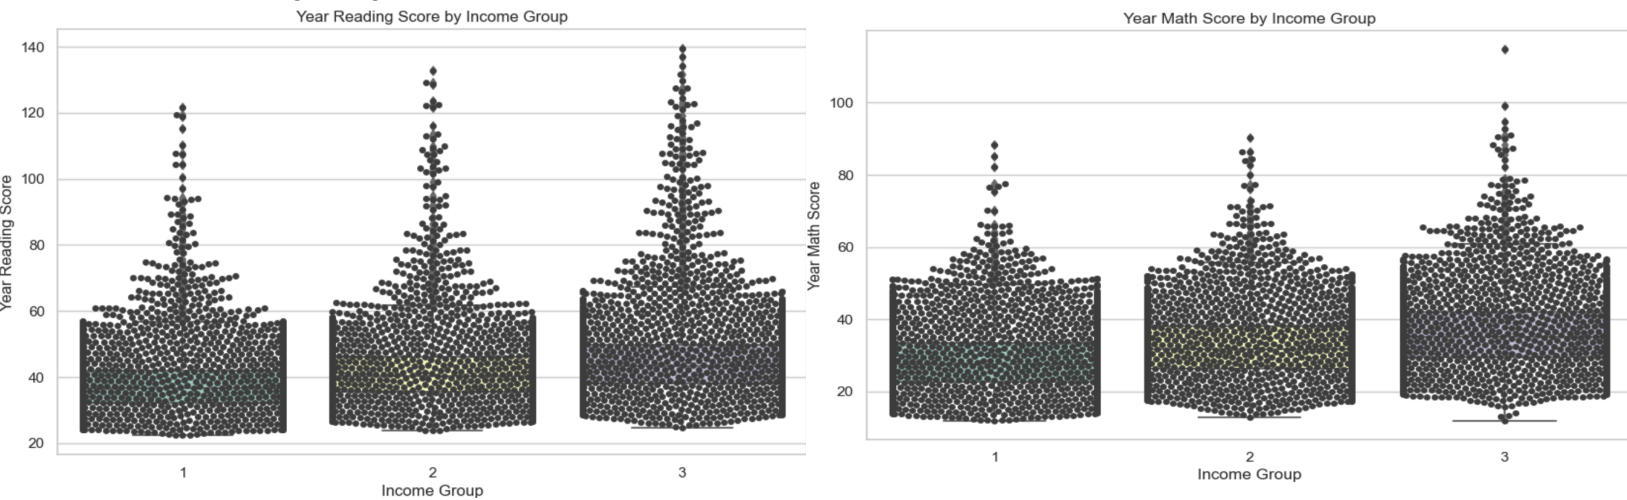 Year Reading Score by Income Group
Year Reading Score
140
120
100
80
60
40
20
1 2 3
Income Group
Year Math Score by Income Group
Year Math Score
100
80
60
40
20
1 2 3
Income Group